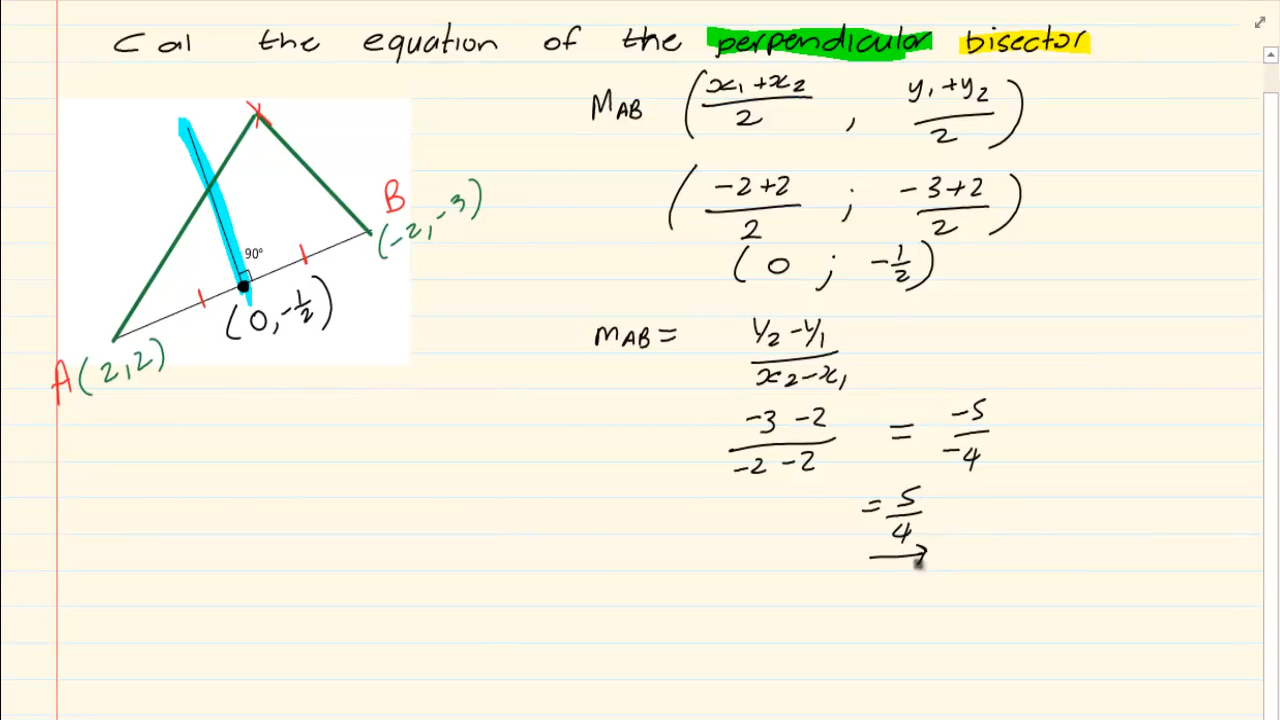 Cal the equation of the perpendicular bisector
M_AB ( (x₁ + x₂)/2 , (y₁ + y₂)/2 )
( (-2+2)/2 ; (-3+2)/2 )
( 0 ; -1/2 )
m_AB = (y₂ - y₁)/(x₂ - x₁)
(-3 - 2)/(-2 - 2) = -5/-4
= 5/4
B
(-2, -3)
90°
(0, -1/2)
A(2,2)